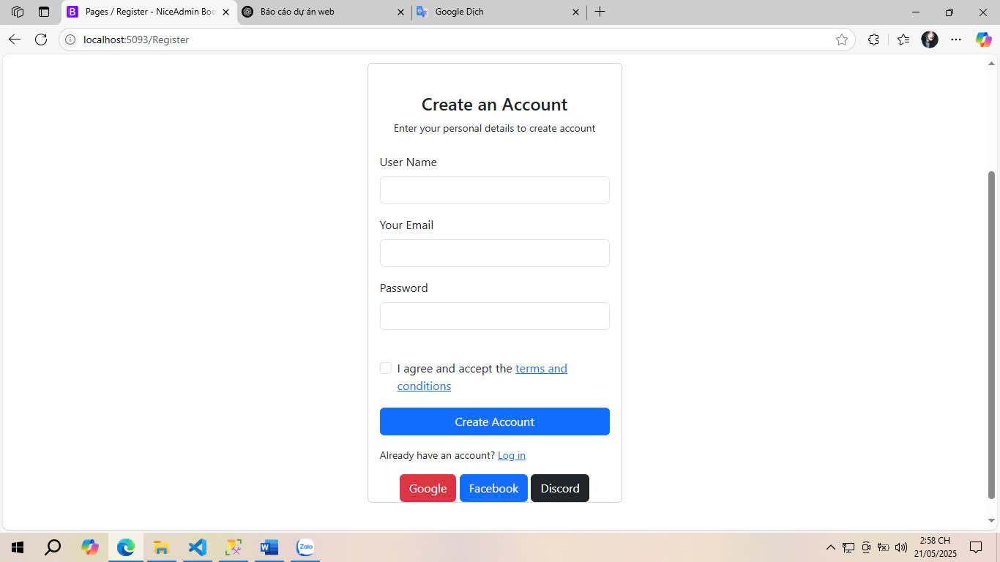 Pages / Register - NiceAdmin Boo
Báo cáo dự án web
Google Dịch
localhost:5093/Register
Create an Account
Enter your personal details to create account
User Name
Your Email
Password
I agree and accept the terms and
conditions
Create Account
Already have an account? Log in
Google Facebook Discord
Zalo
2:58 CH
21/05/2025